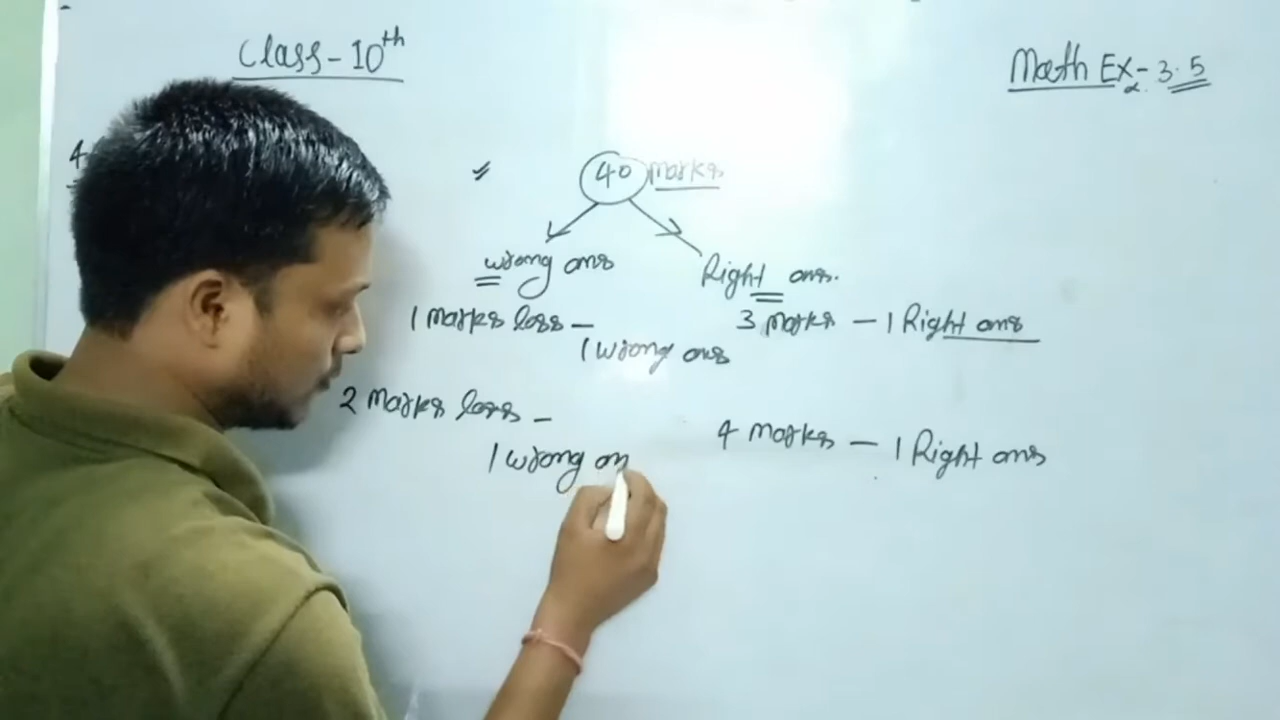 Class-10th
Math Ex-3.5
4
40 marks
wrong ans
Right ans.
1 marks loss -
1 wrong ans
3 marks - 1 Right ans
2 marks loss -
1 wrong an
4 marks - 1 Right ans